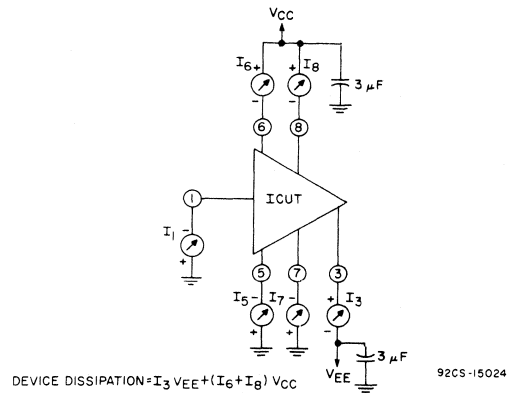 VCC
I6 + + I8
- -
3 μF
6 8
1
ICUT
I1 -
+
5 7 3
I5 - I7 - + I3
+ + -
3 μF
VEE
DEVICE DISSIPATION=I3 VEE+(I6+I8) VCC
92CS-15024